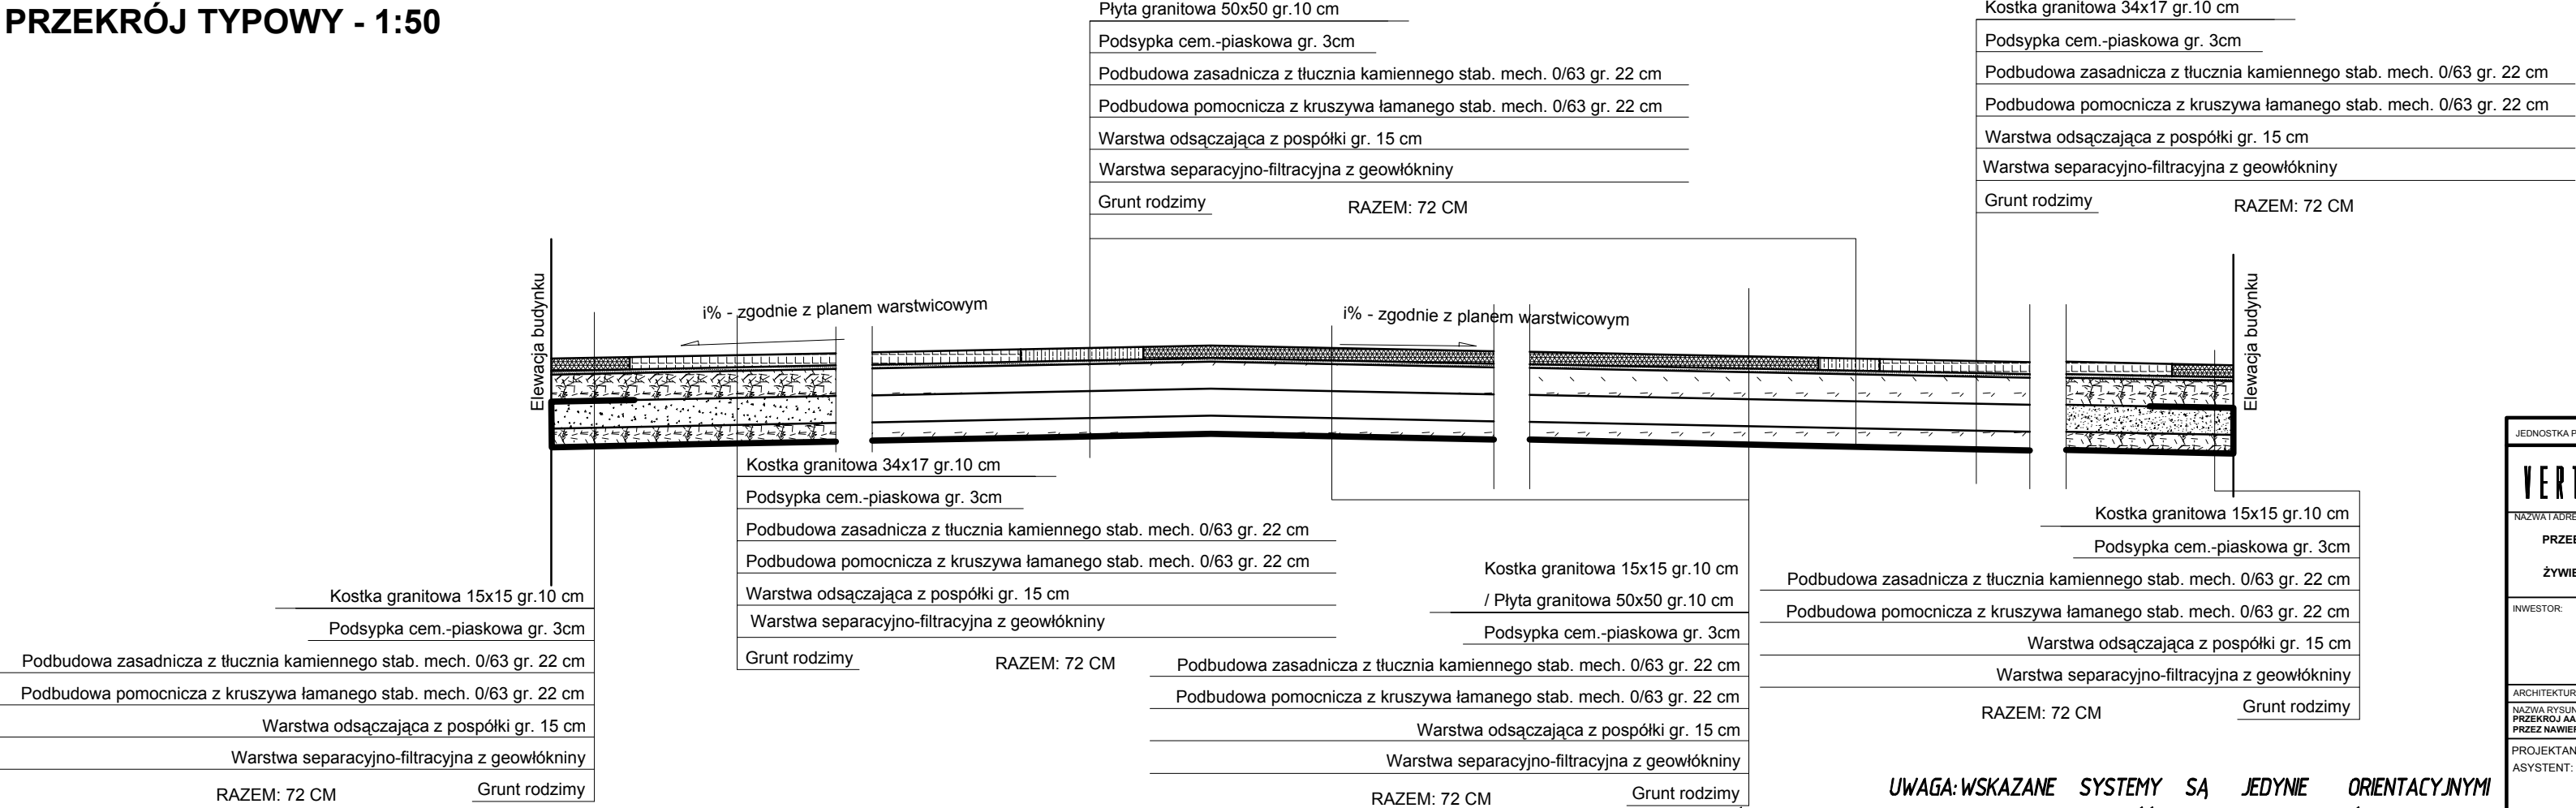 PRZEKRÓJ TYPOWY - 1:50
Płyta granitowa 50x50 gr.10 cm
Podsypka cem.-piaskowa gr. 3cm
Podbudowa zasadnicza z tłucznia kamiennego stab. mech. 0/63 gr. 22 cm
Podbudowa pomocnicza z kruszywa łamanego stab. mech. 0/63 gr. 22 cm
Warstwa odsączająca z pospółki gr. 15 cm
Warstwa separacyjno-filtracyjna z geowłókniny
Grunt rodzimy
RAZEM: 72 CM
Kostka granitowa 34x17 gr.10 cm
Podsypka cem.-piaskowa gr. 3cm
Podbudowa zasadnicza z tłucznia kamiennego stab. mech. 0/63 gr. 22 cm
Podbudowa pomocnicza z kruszywa łamanego stab. mech. 0/63 gr. 22 cm
Warstwa odsączająca z pospółki gr. 15 cm
Warstwa separacyjno-filtracyjna z geowłókniny
Grunt rodzimy
RAZEM: 72 CM
Elewacja budynku
i% - zgodnie z planem warstwicowym
i% - zgodnie z planem warstwicowym
Elewacja budynku
Kostka granitowa 15x15 gr.10 cm
Podsypka cem.-piaskowa gr. 3cm
Podbudowa zasadnicza z tłucznia kamiennego stab. mech. 0/63 gr. 22 cm
Podbudowa pomocnicza z kruszywa łamanego stab. mech. 0/63 gr. 22 cm
Warstwa odsączająca z pospółki gr. 15 cm
Warstwa separacyjno-filtracyjna z geowłókniny
RAZEM: 72 CM
Grunt rodzimy
Kostka granitowa 34x17 gr.10 cm
Podsypka cem.-piaskowa gr. 3cm
Podbudowa zasadnicza z tłucznia kamiennego stab. mech. 0/63 gr. 22 cm
Podbudowa pomocnicza z kruszywa łamanego stab. mech. 0/63 gr. 22 cm
Warstwa odsączająca z pospółki gr. 15 cm
Warstwa separacyjno-filtracyjna z geowłókniny
Grunt rodzimy
RAZEM: 72 CM
Kostka granitowa 15x15 gr.10 cm
/ Płyta granitowa 50x50 gr.10 cm
Podsypka cem.-piaskowa gr. 3cm
Podbudowa zasadnicza z tłucznia kamiennego stab. mech. 0/63 gr. 22 cm
Podbudowa pomocnicza z kruszywa łamanego stab. mech. 0/63 gr. 22 cm
Warstwa odsączająca z pospółki gr. 15 cm
Warstwa separacyjno-filtracyjna z geowłókniny
RAZEM: 72 CM
Grunt rodzimy
Kostka granitowa 15x15 gr.10 cm
Podsypka cem.-piaskowa gr. 3cm
Podbudowa zasadnicza z tłucznia kamiennego stab. mech. 0/63 gr. 22 cm
Podbudowa pomocnicza z kruszywa łamanego stab. mech. 0/63 gr. 22 cm
Warstwa odsączająca z pospółki gr. 15 cm
Warstwa separacyjno-filtracyjna z geowłókniny
RAZEM: 72 CM
Grunt rodzimy
UWAGA: WSKAZANE SYSTEMY SĄ JEDYNIE ORIENTACYJNYMI
JEDNOSTKA P
VERT
NAZWA I ADRE
PRZE
ŻYWIE
INWESTOR:
ARCHITEKTUR
NAZWA RYSUN
PRZEKROJ AA
PRZEZ NAWIE
PROJEKTAN
ASYSTENT: